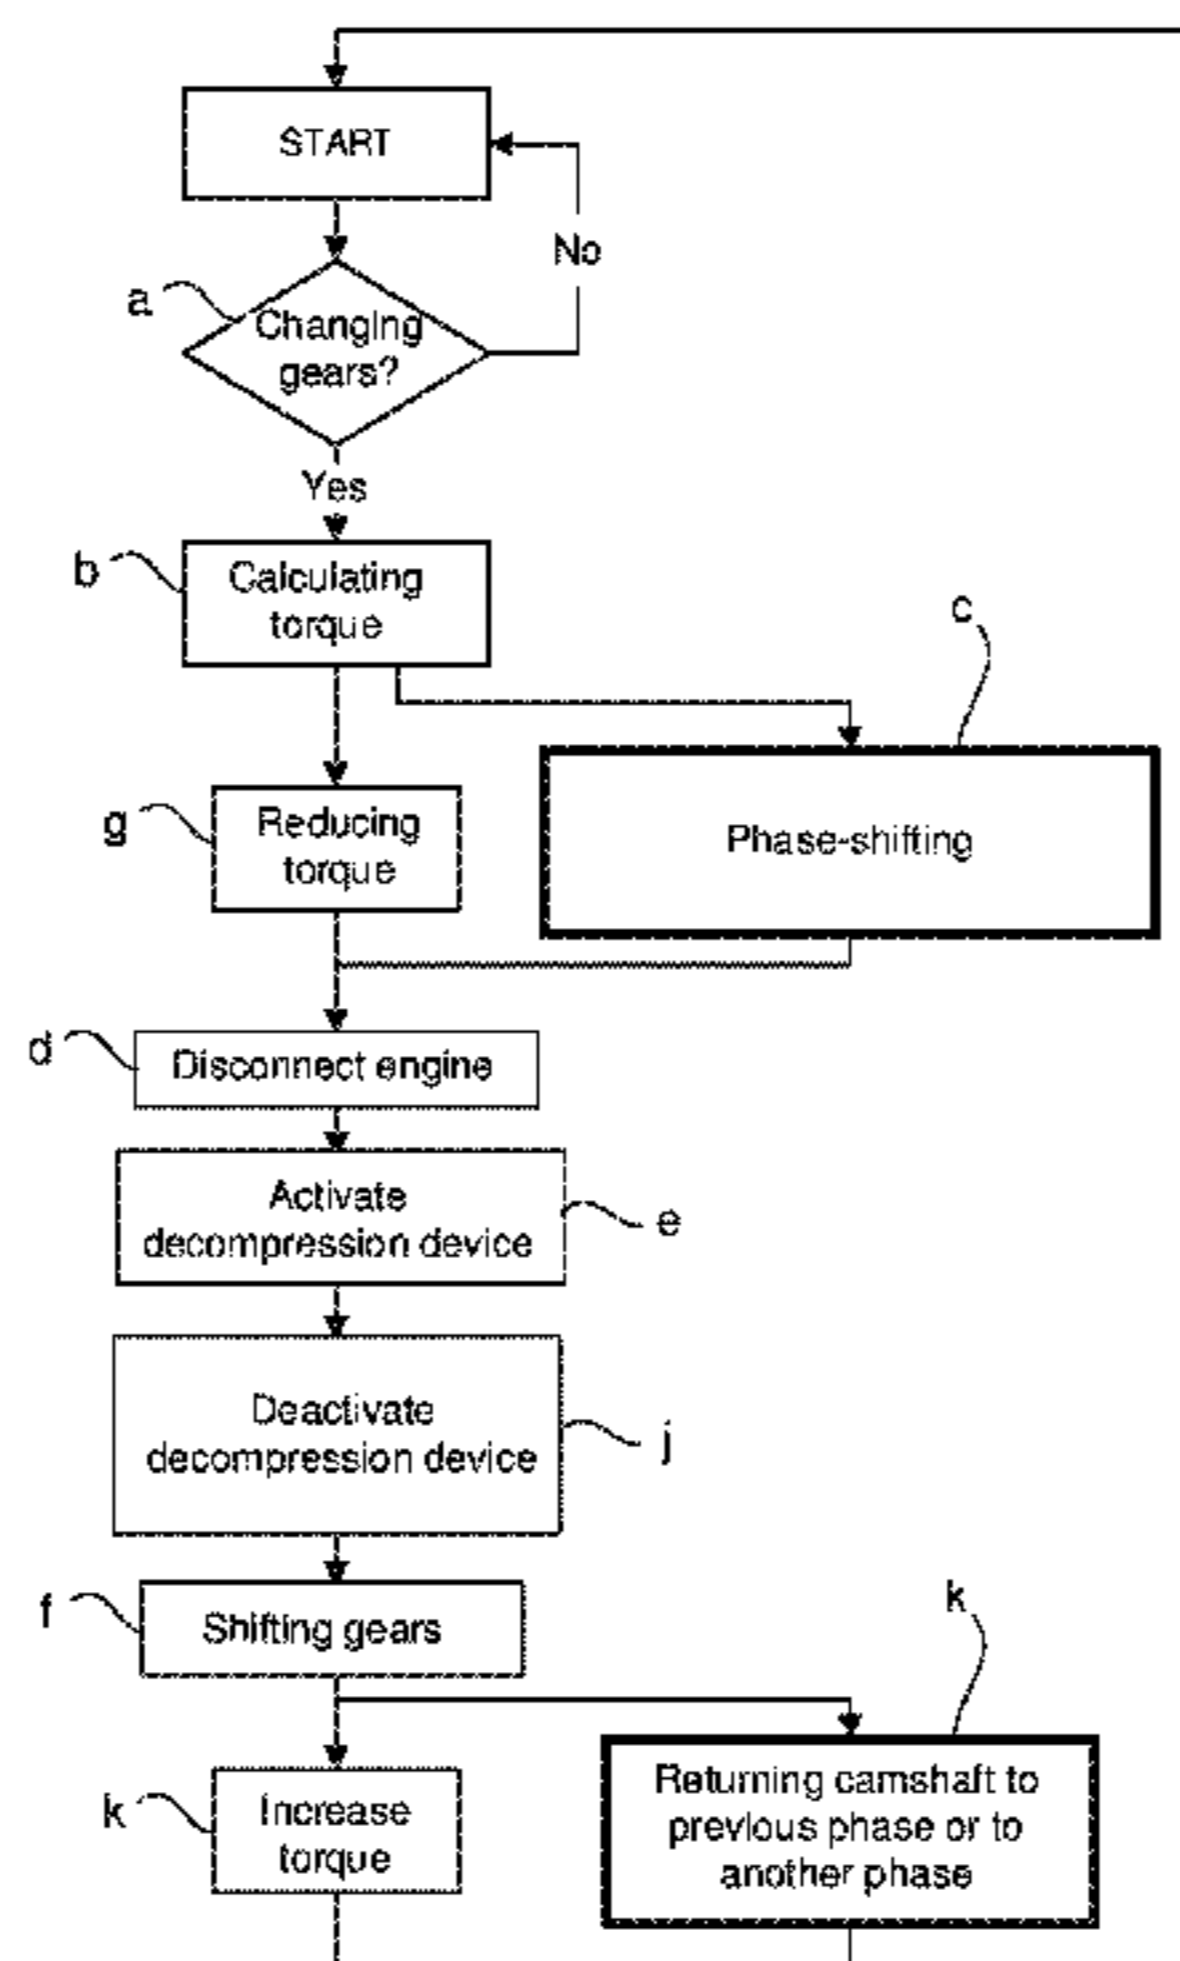 START
No
a
Changing
gears?
Yes
b
Calculating
torque
c
g
Reducing
torque
Phase-shifting
d
Disconnect engine
Activate
decompression device
e
Deactivate
decompression device
j
f
Shifting gears
k
k
Increase
torque
Returning camshaft to
previous phase or to
another phase